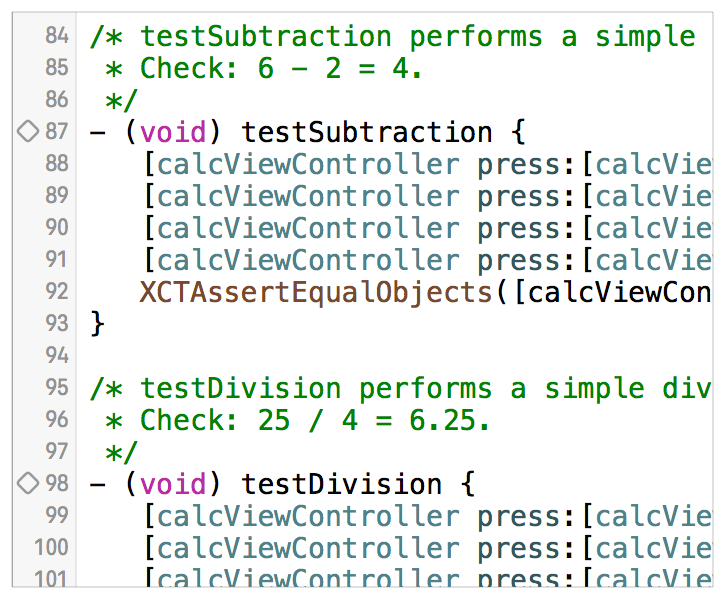 84 /* testSubtraction performs a simple
85 * Check: 6 - 2 = 4.
86 */
87 - (void) testSubtraction {
88 [calcViewController press:[calcVie
89 [calcViewController press:[calcVie
90 [calcViewController press:[calcVie
91 [calcViewController press:[calcVie
92 XCTAssertEqualObjects([calcViewCon
93 }
94
95 /* testDivision performs a simple div
96 * Check: 25 / 4 = 6.25.
97 */
98 - (void) testDivision {
99 [calcViewController press:[calcVie
100 [calcViewController press:[calcVie
101 [calcViewController press:[calcVie